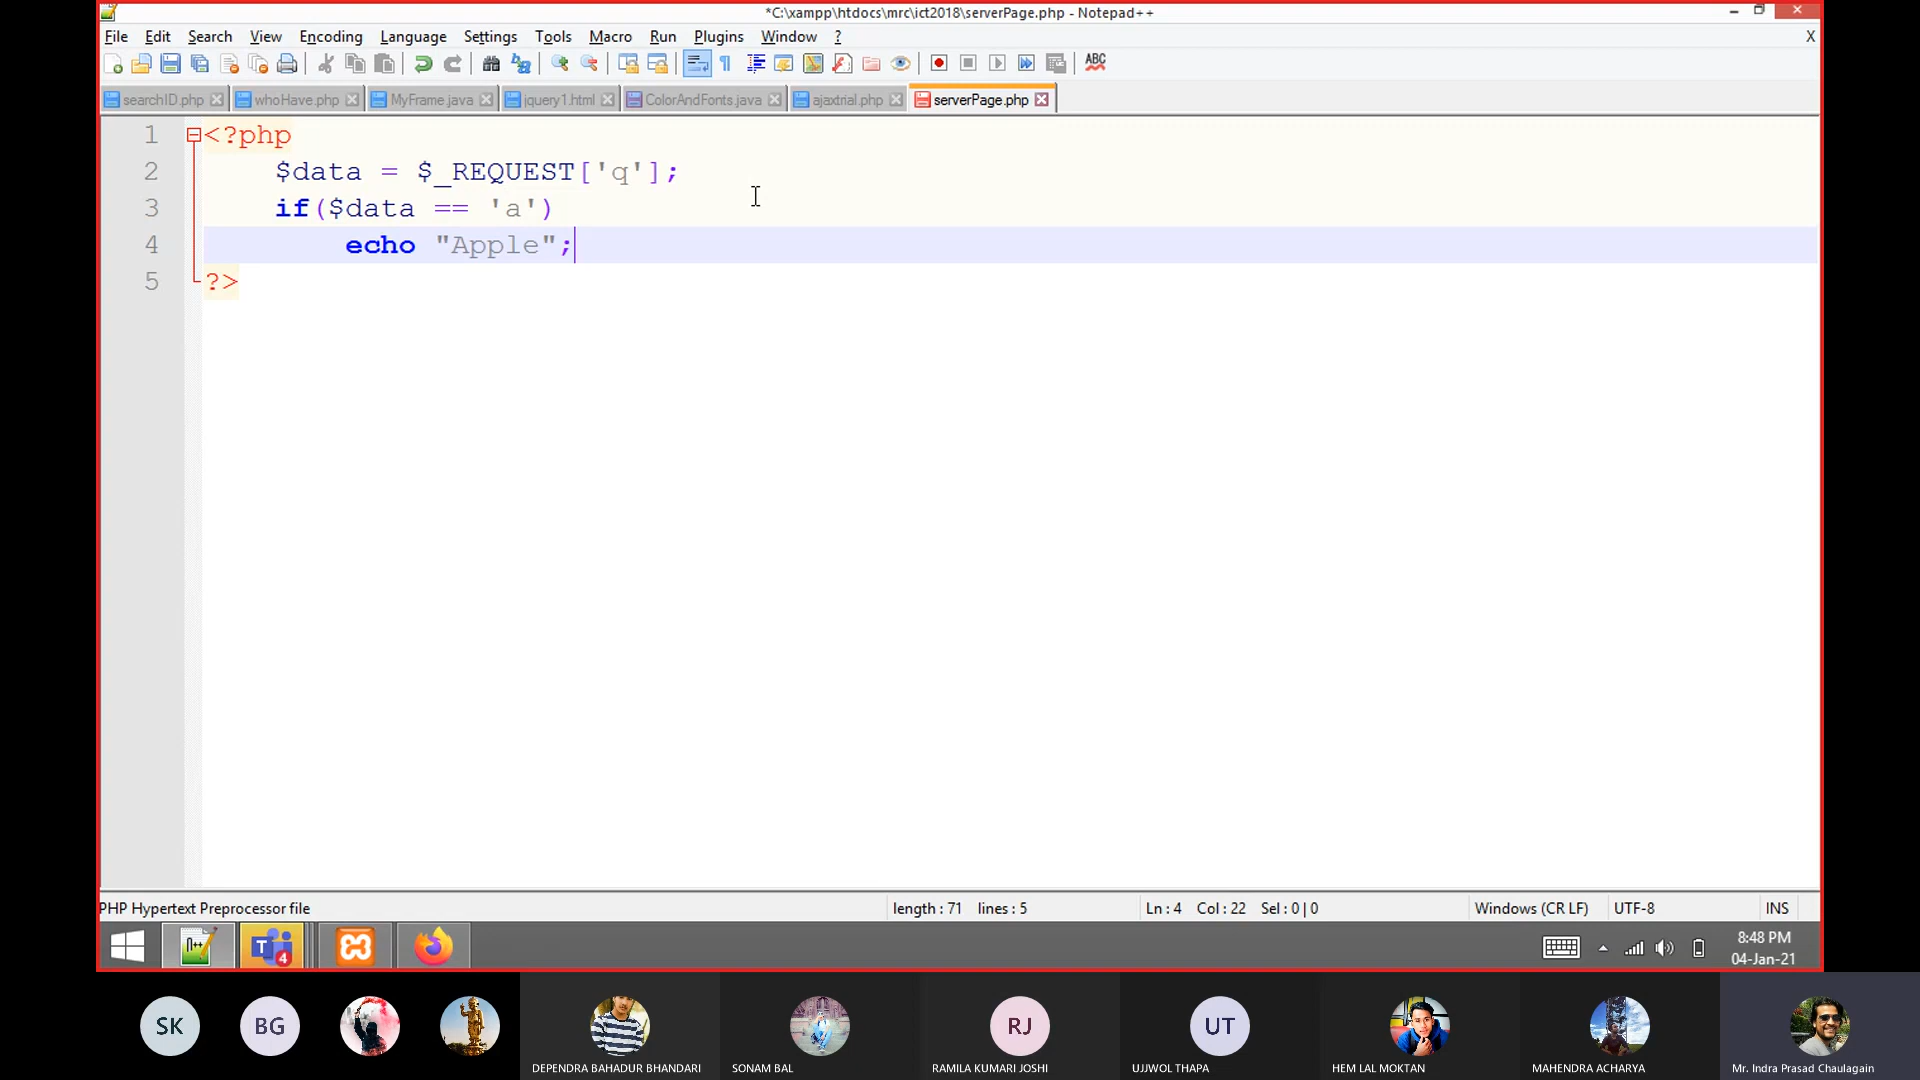 *C:\xampp\htdocs\mrc\ict2018\serverPage.php - Notepad++
File Edit Search View Encoding Language Settings Tools Macro Run Plugins Window ? X
ABC
searchID.php whoHave.php MyFrame.java jquery1.html ColorAndFonts.java ajaxtrial.php serverPage.php
1 <?php
2 $data = $_REQUEST['q'];
3 if($data == 'a')
4 echo "Apple";
5 ?>
PHP Hypertext Preprocessor file length : 71 lines : 5 Ln : 4 Col : 22 Sel : 0 | 0 Windows (CR LF) UTF-8 INS
T 4
8:48 PM
04-Jan-21
SK BG RJ UT
DEPENDRA BAHADUR BHANDARI SONAM BAL RAMILA KUMARI JOSHI UJJWOL THAPA HEM LAL MOKTAN MAHENDRA ACHARYA Mr. Indra Prasad Chaulagain